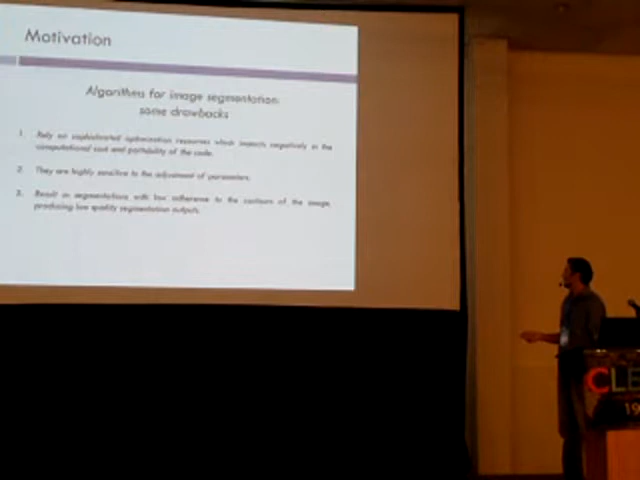 Motivation
Algorithms for image segmentation:
some drawbacks
1. Rely on sophisticated optimization resources which impacts negatively in the
computational cost and portability of the code.
2. They are highly sensitive to the adjustment of parameters.
3. Result in segmentations with low adherence to the contours of the image,
producing low quality segmentation outputs.
CLE
19